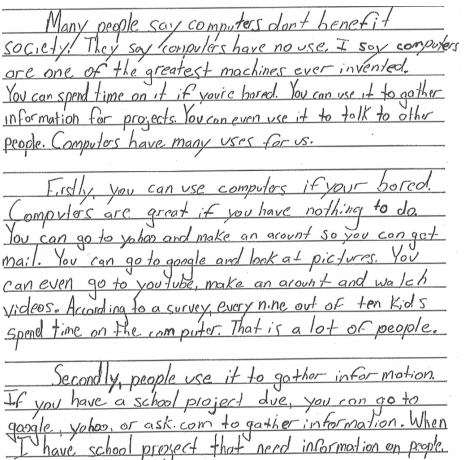 Many people say computers dont benefit
society! They say computers have no use. I say computers
are one of the greatest machines ever invented.
You can spend time on it if you're bored. You can use it to gather
information for projects. You can even use it to talk to other
people. Computers have many uses for us.
Firstly, you can use computers if your bored.
Computers are great if you have nothing to do.
You can go to yahoo and make an acount so you can get
mail. You can go to google and look at pictures. You
can even go to youtube, make an acount and watch
videos. According to a survey, every nine out of ten kids
spend time on the computer. That is a lot of people.
Secondly, people use it to gather information.
If you have a school project due, you can go to
google, yahoo, or ask.com to gather information. When
I have school project that need information on people,